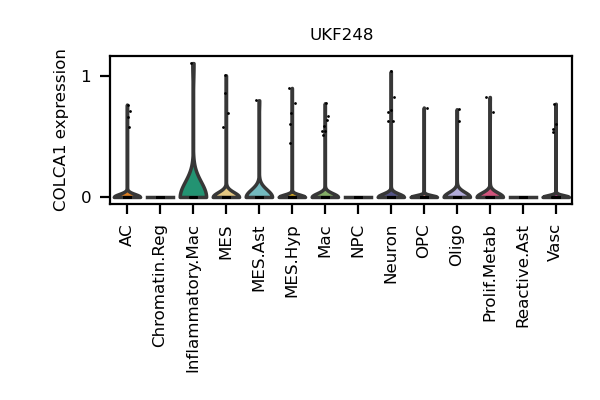 UKF248
COLCA1 expression
1
0
AC
Chromatin.Reg
Inflammatory.Mac
MES
MES.Ast
MES.Hyp
Mac
NPC
Neuron
OPC
Oligo
Prolif.Metab
Reactive.Ast
Vasc